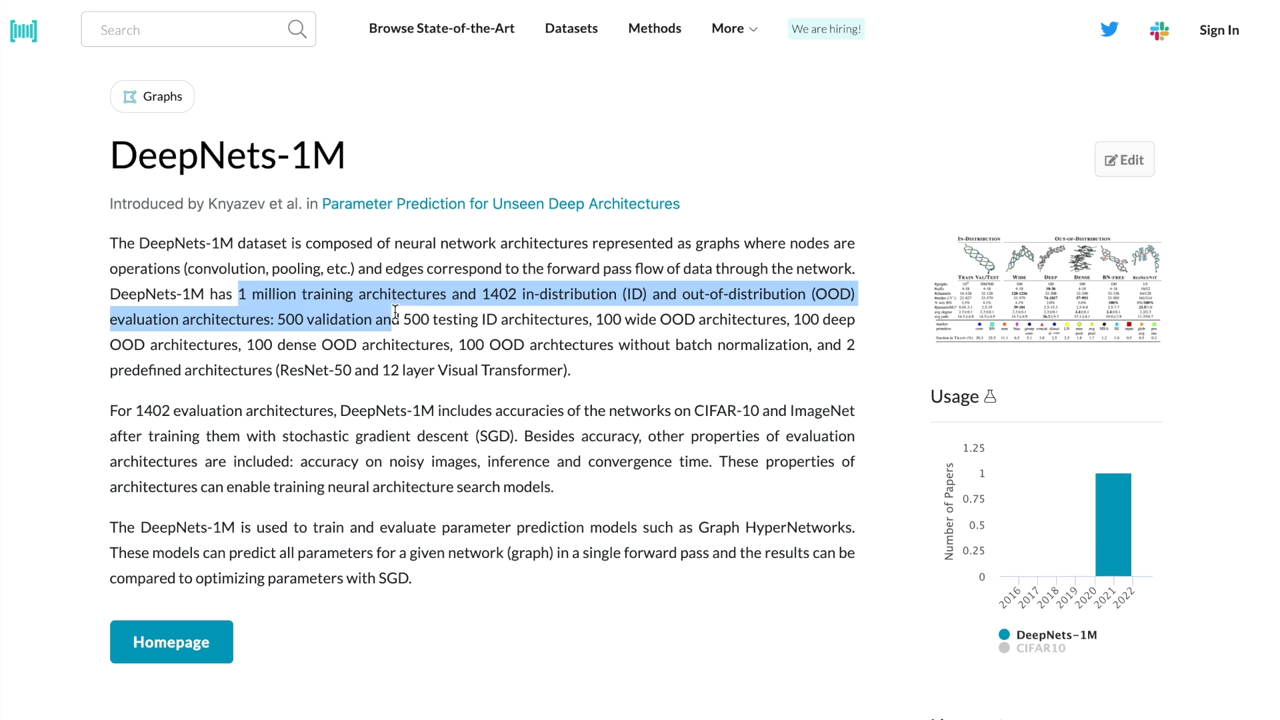 Search
Browse State-of-the-Art
Datasets
Methods
More
We are hiring!
Sign In
Graphs
DeepNets-1M
Edit
Introduced by Knyazev et al. in Parameter Prediction for Unseen Deep Architectures
The DeepNets-1M dataset is composed of neural network architectures represented as graphs where nodes are
operations (convolution, pooling, etc.) and edges correspond to the forward pass flow of data through the network.
DeepNets-1M has 1 million training architectures and 1402 in-distribution (ID) and out-of-distribution (OOD)
evaluation architectures: 500 validation and 500 testing ID architectures, 100 wide OOD architectures, 100 deep
OOD architectures, 100 dense OOD architectures, 100 OOD archtectures without batch normalization, and 2
predefined architectures (ResNet-50 and 12 layer Visual Transformer).
For 1402 evaluation architectures, DeepNets-1M includes accuracies of the networks on CIFAR-10 and ImageNet
after training them with stochastic gradient descent (SGD). Besides accuracy, other properties of evaluation
architectures are included: accuracy on noisy images, inference and convergence time. These properties of
architectures can enable training neural architecture search models.
The DeepNets-1M is used to train and evaluate parameter prediction models such as Graph HyperNetworks.
These models can predict all parameters for a given network (graph) in a single forward pass and the results can be
compared to optimizing parameters with SGD.
Homepage
IN-DISTRIBUTION
OUT-OF-DISTRIBUTION
TRAIN VAL/TEST
WIDE
DEEP
DENSE
BN-FREE
Usage
Number of Papers
1.25
1
0.75
0.5
0.25
0
2016
2017
2018
2019
2020
2021
2022
DeepNets-1M
CIFAR10